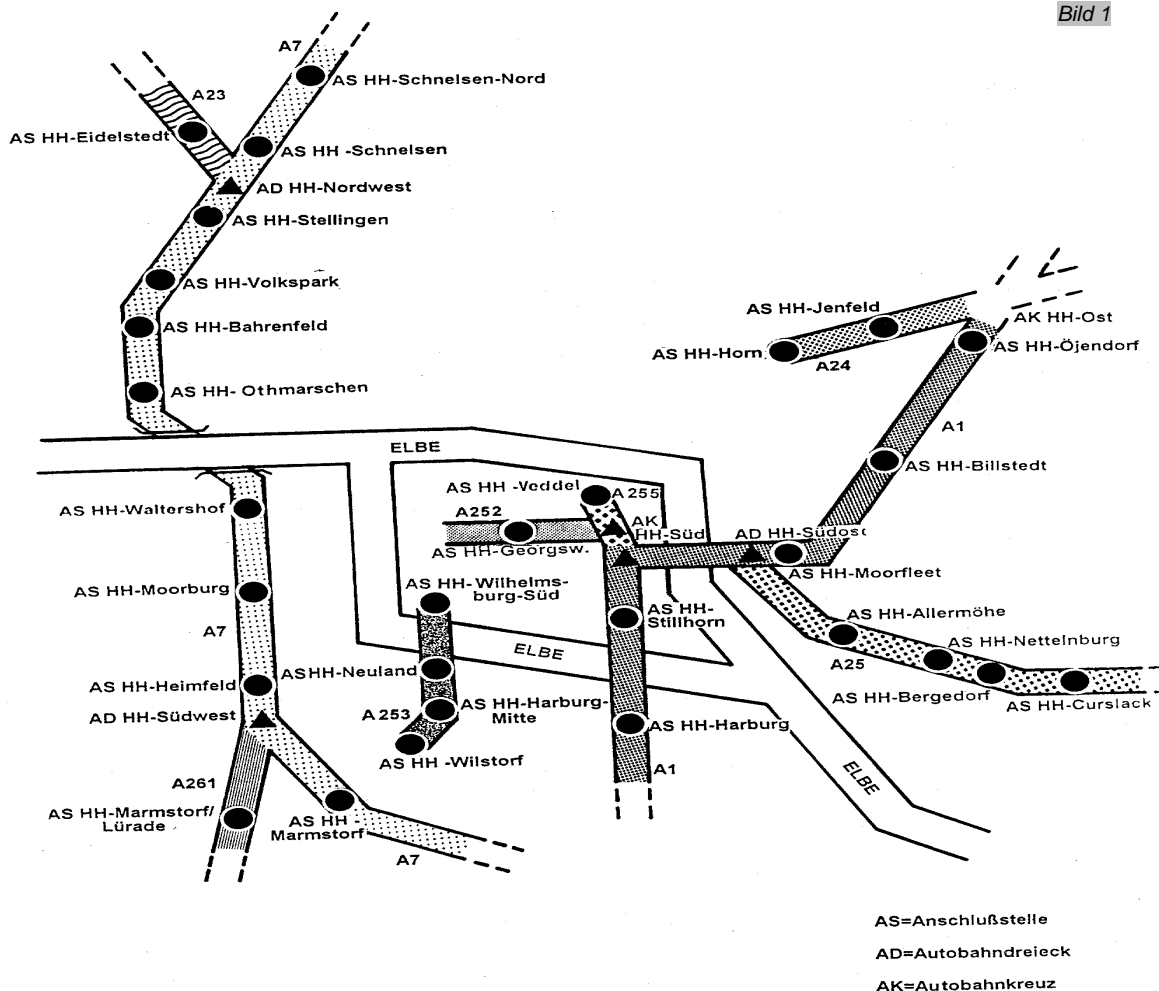 Bild 1
A7
AS HH-Schnelsen-Nord
A23
AS HH-Eidelstedt
AS HH -Schnelsen
AD HH-Nordwest
AS HH-Stellingen
AS HH-Volkspark
AS HH-Bahrenfeld
AS HH- Othmarschen
AS HH-Jenfeld
AK HH-Ost
AS HH-Horn
AS HH-Öjendorf
A24
A1
AS HH-Billstedt
ELBE
AS HH -Veddel
A255
A252
AK
HH-Süd
AD HH-Südost
AS HH-Georgsw.
AS HH-Moorfleet
AS HH-Waltershof
AS HH-Moorburg
A7
AS HH-Heimfeld
AD HH-Südwest
AS HH-Wilhelms-
burg-Süd
AS HH-
Stillhorn
AS HH-Allermöhe
AS HH-Nettelnburg
A25
AS HH-Bergedorf
AS HH-Curslack
ELBE
ASHH-Neuland
AS HH-Harburg-
Mitte
A253
AS HH -Wilstorf
AS HH-Harburg
A1
ELBE
A261
AS HH-Marmstorf/
Lürade
AS HH -
Marmstorf
A7
AS=Anschlußstelle
AD=Autobahndreieck
AK=Autobahnkreuz